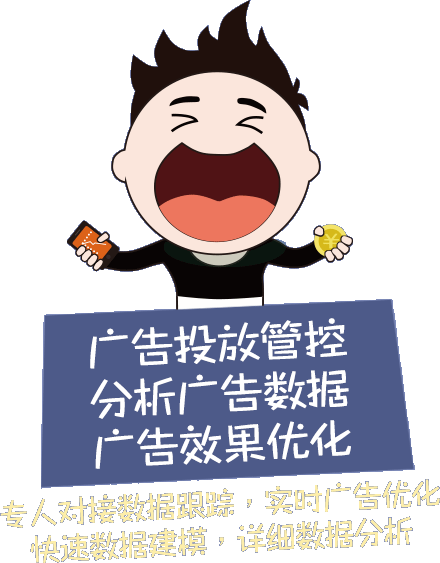 广告投放管控
分析广告数据
广告效果优化
专人对接数据跟踪，实时广告优化
快速数据建模，详细数据分析
¥